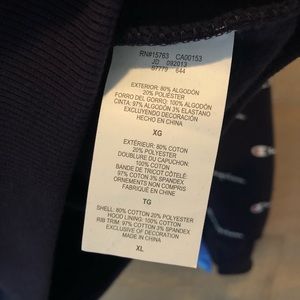 RN#15763 CA00153
JD 092013
07779 644
EXTERIOR: 80% ALGODÓN
20% POLIÉSTER
FORRO DEL GORRO: 100% ALGODÓN
CINTA: 97% ALGODÓN 3% ELASTANO
EXCLUYENDO DECORACIÓN
HECHO EN CHINA
XG
EXTÉRIEUR: 80% COTON
20% POLYESTER
DOUBLURE DU CAPUCHON:
100% COTON
BANDE DE TRICOT CÔTELÉ:
97% COTON 3% SPANDEX
ORNEMENTS NON COMPRIS
FABRIQUÉ EN CHINE
TG
SHELL: 80% COTTON 20% POLYESTER
HOOD LINING: 100% COTTON
RIB TRIM: 97% COTTON 3% SPANDEX
EXCLUSIVE OF DECORATION
MADE IN CHINA
XL